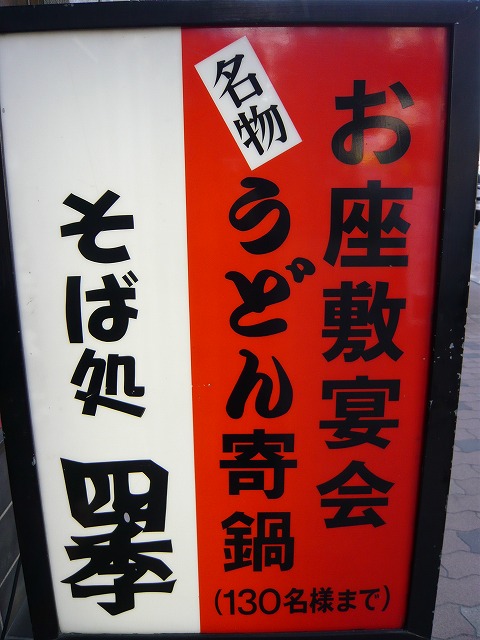 お座敷宴会
名物
うどん寄鍋
(130名様まで)
そば処 四季